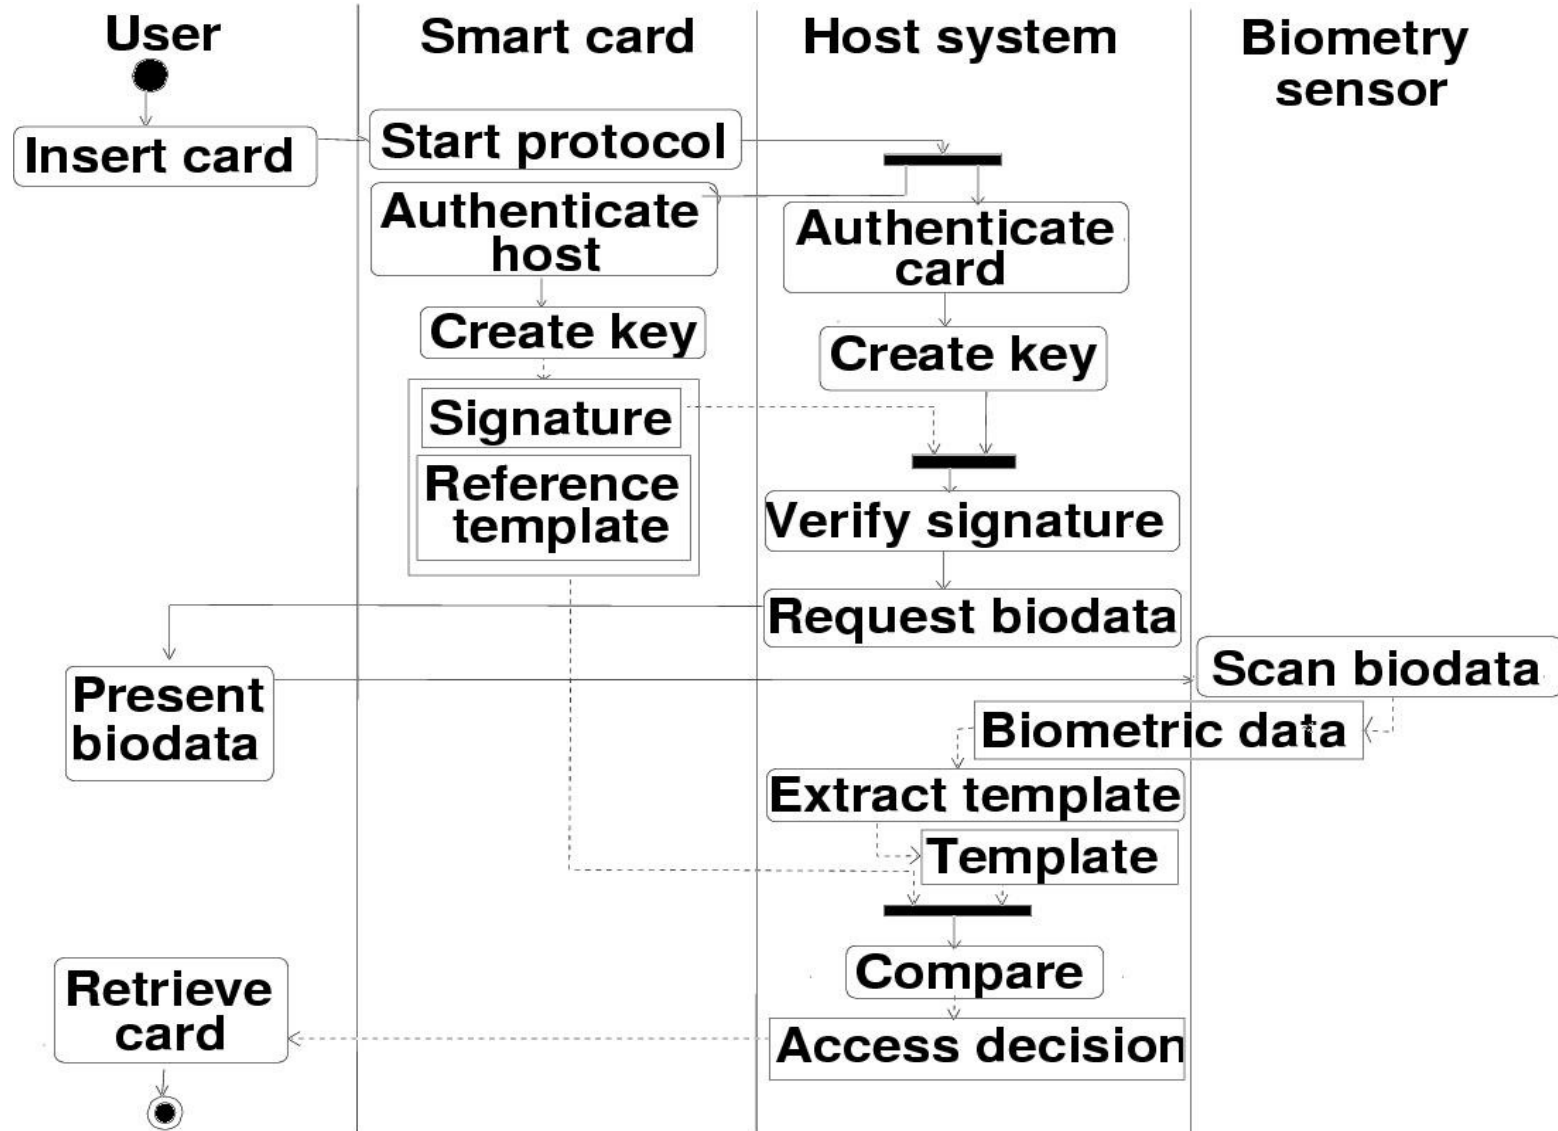 User
Smart card
Host system
Biometry
sensor
Insert card
Start protocol
Authenticate
host
Authenticate
card
Create key
Create key
Signature
Reference
template
Verify signature
Request biodata
Scan biodata
Present
biodata
Biometric data
Extract template
Template
Compare
Retrieve
card
Access decision